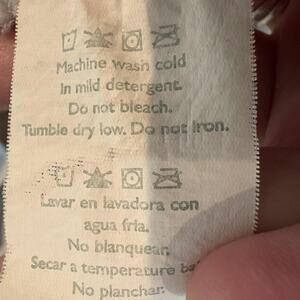 Machine wash cold
In mild detergent.
Do not bleach.
Tumble dry low. Do not Iron.
Lavar en lavadora con
agua fria.
No blanquear.
Secar a temperature
No planchar.